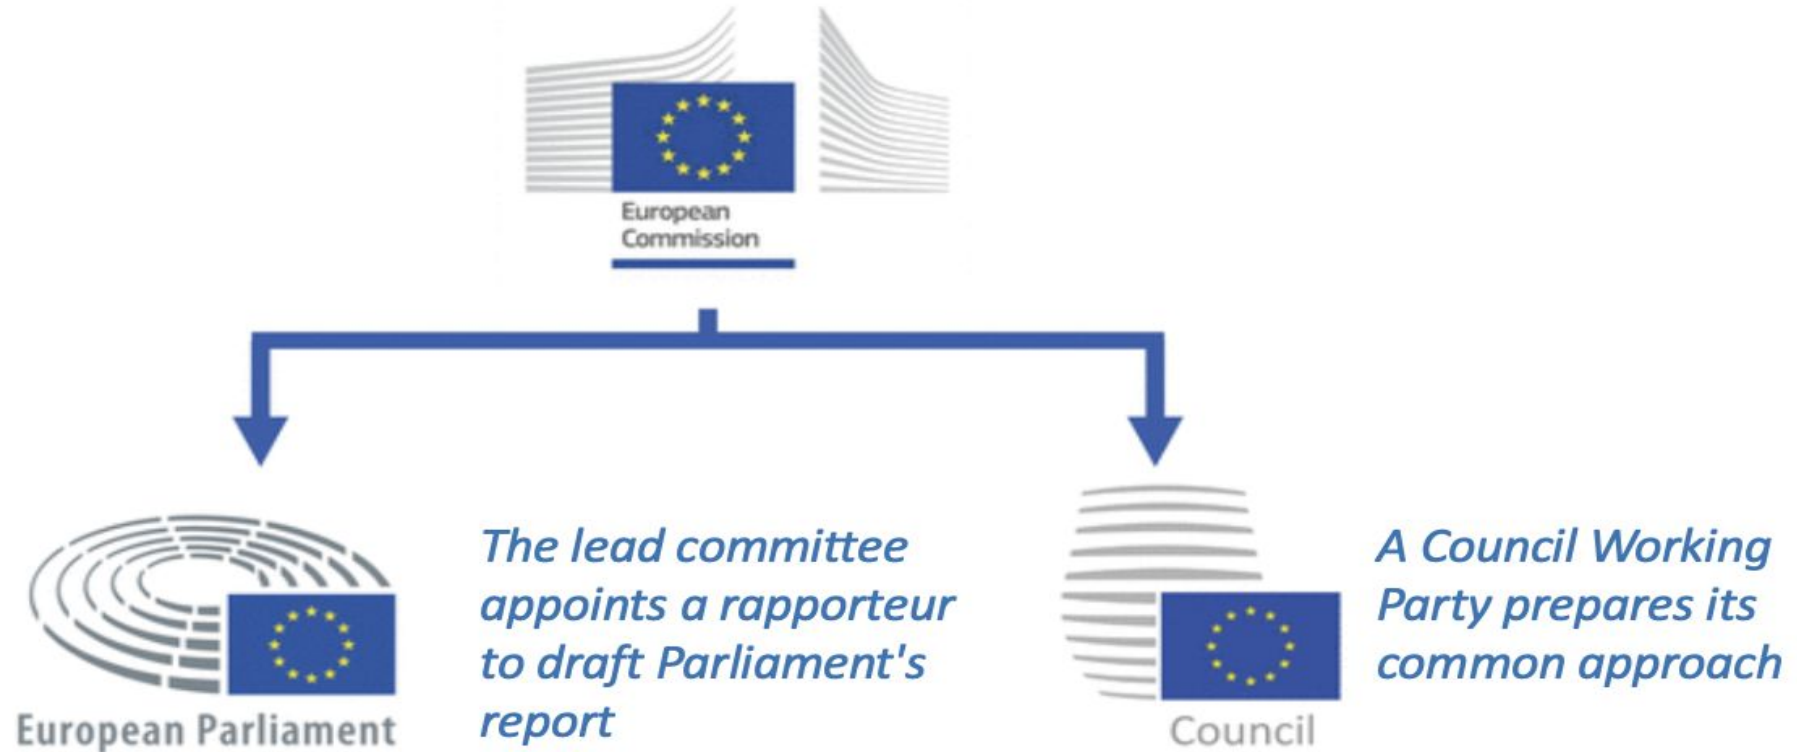 European
Commission
The lead committee
appoints a rapporteur
to draft Parliament's
report
European Parliament
A Council Working
Party prepares its
common approach
Council